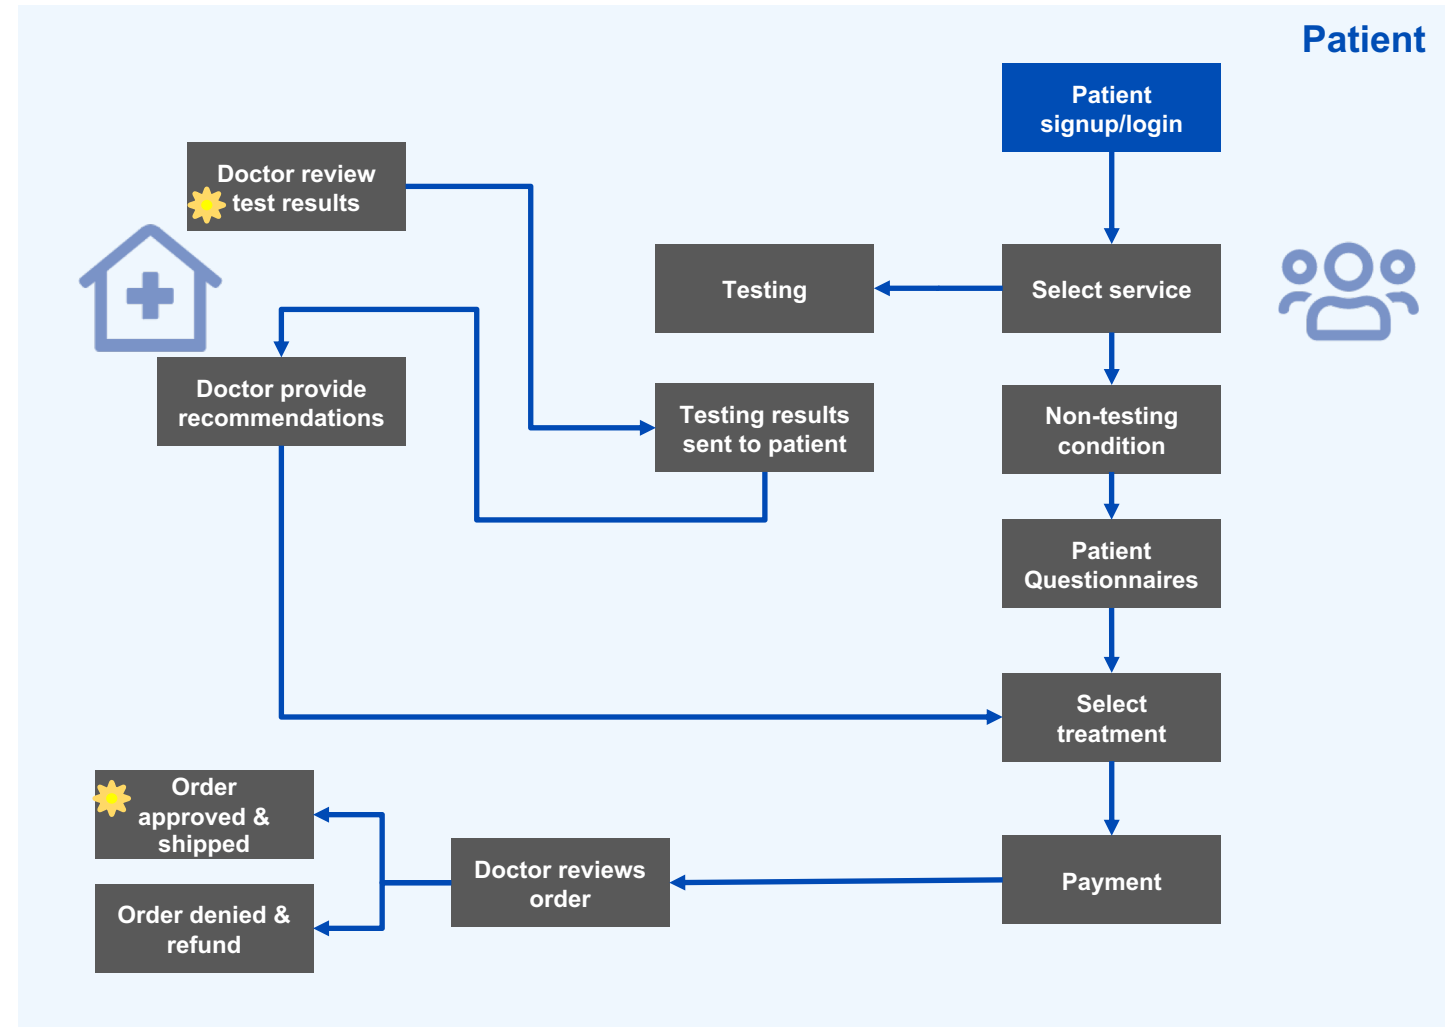 Patient
Patient
signup/login
Doctor review
test results
Testing
Select service
Doctor provide
recommendations
Testing results
sent to patient
Non-testing
condition
Patient
Questionnaires
Select
treatment
Order
approved &
shipped
Doctor reviews
order
Payment
Order denied &
refund